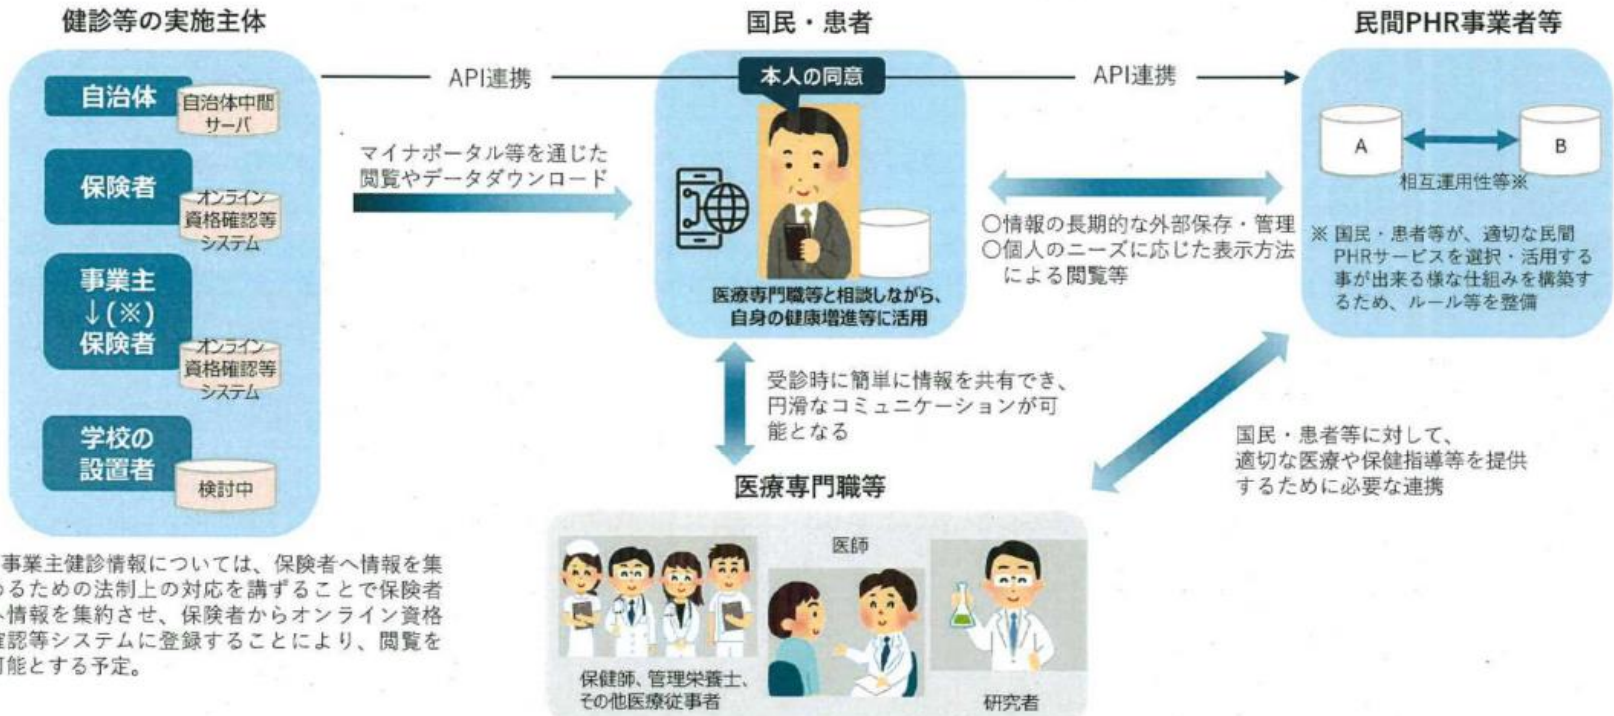 健診等の実施主体
自治体
自治体中間
サーバ
保険者
オンライン
資格確認等
システム
事業主
↓(※)
保険者
オンライン
資格確認等
システム
学校の
設置者
検討中
事業主健診情報については、保険者へ情報を集
めるための法制上の対応を講ずることで保険者
へ情報を集約させ、保険者からオンライン資格
確認等システムに登録することにより、閲覧を
可能とする予定。
API連携
マイナポータル等を通じた
閲覧やデータダウンロード
国民・患者
本人の同意
医療専門職等と相談しながら、
自身の健康増進等に活用
API連携
〇情報の長期的な外部保存・管理
〇個人のニーズに応じた表示方法
による閲覧等
民間PHR事業者等
A
B
相互運用性等※
※ 国民・患者等が、適切な民間
PHRサービスを選択・活用する
事が出来る様な仕組みを構築す
るため、ルール等を整備
受診時に簡単に情報を共有でき、
円滑なコミュニケーションが可
能となる
国民・患者等に対して、
適切な医療や保健指導等を提供
するために必要な連携
医療専門職等
医師
保健師、管理栄養士、
その他医療従事者
研究者